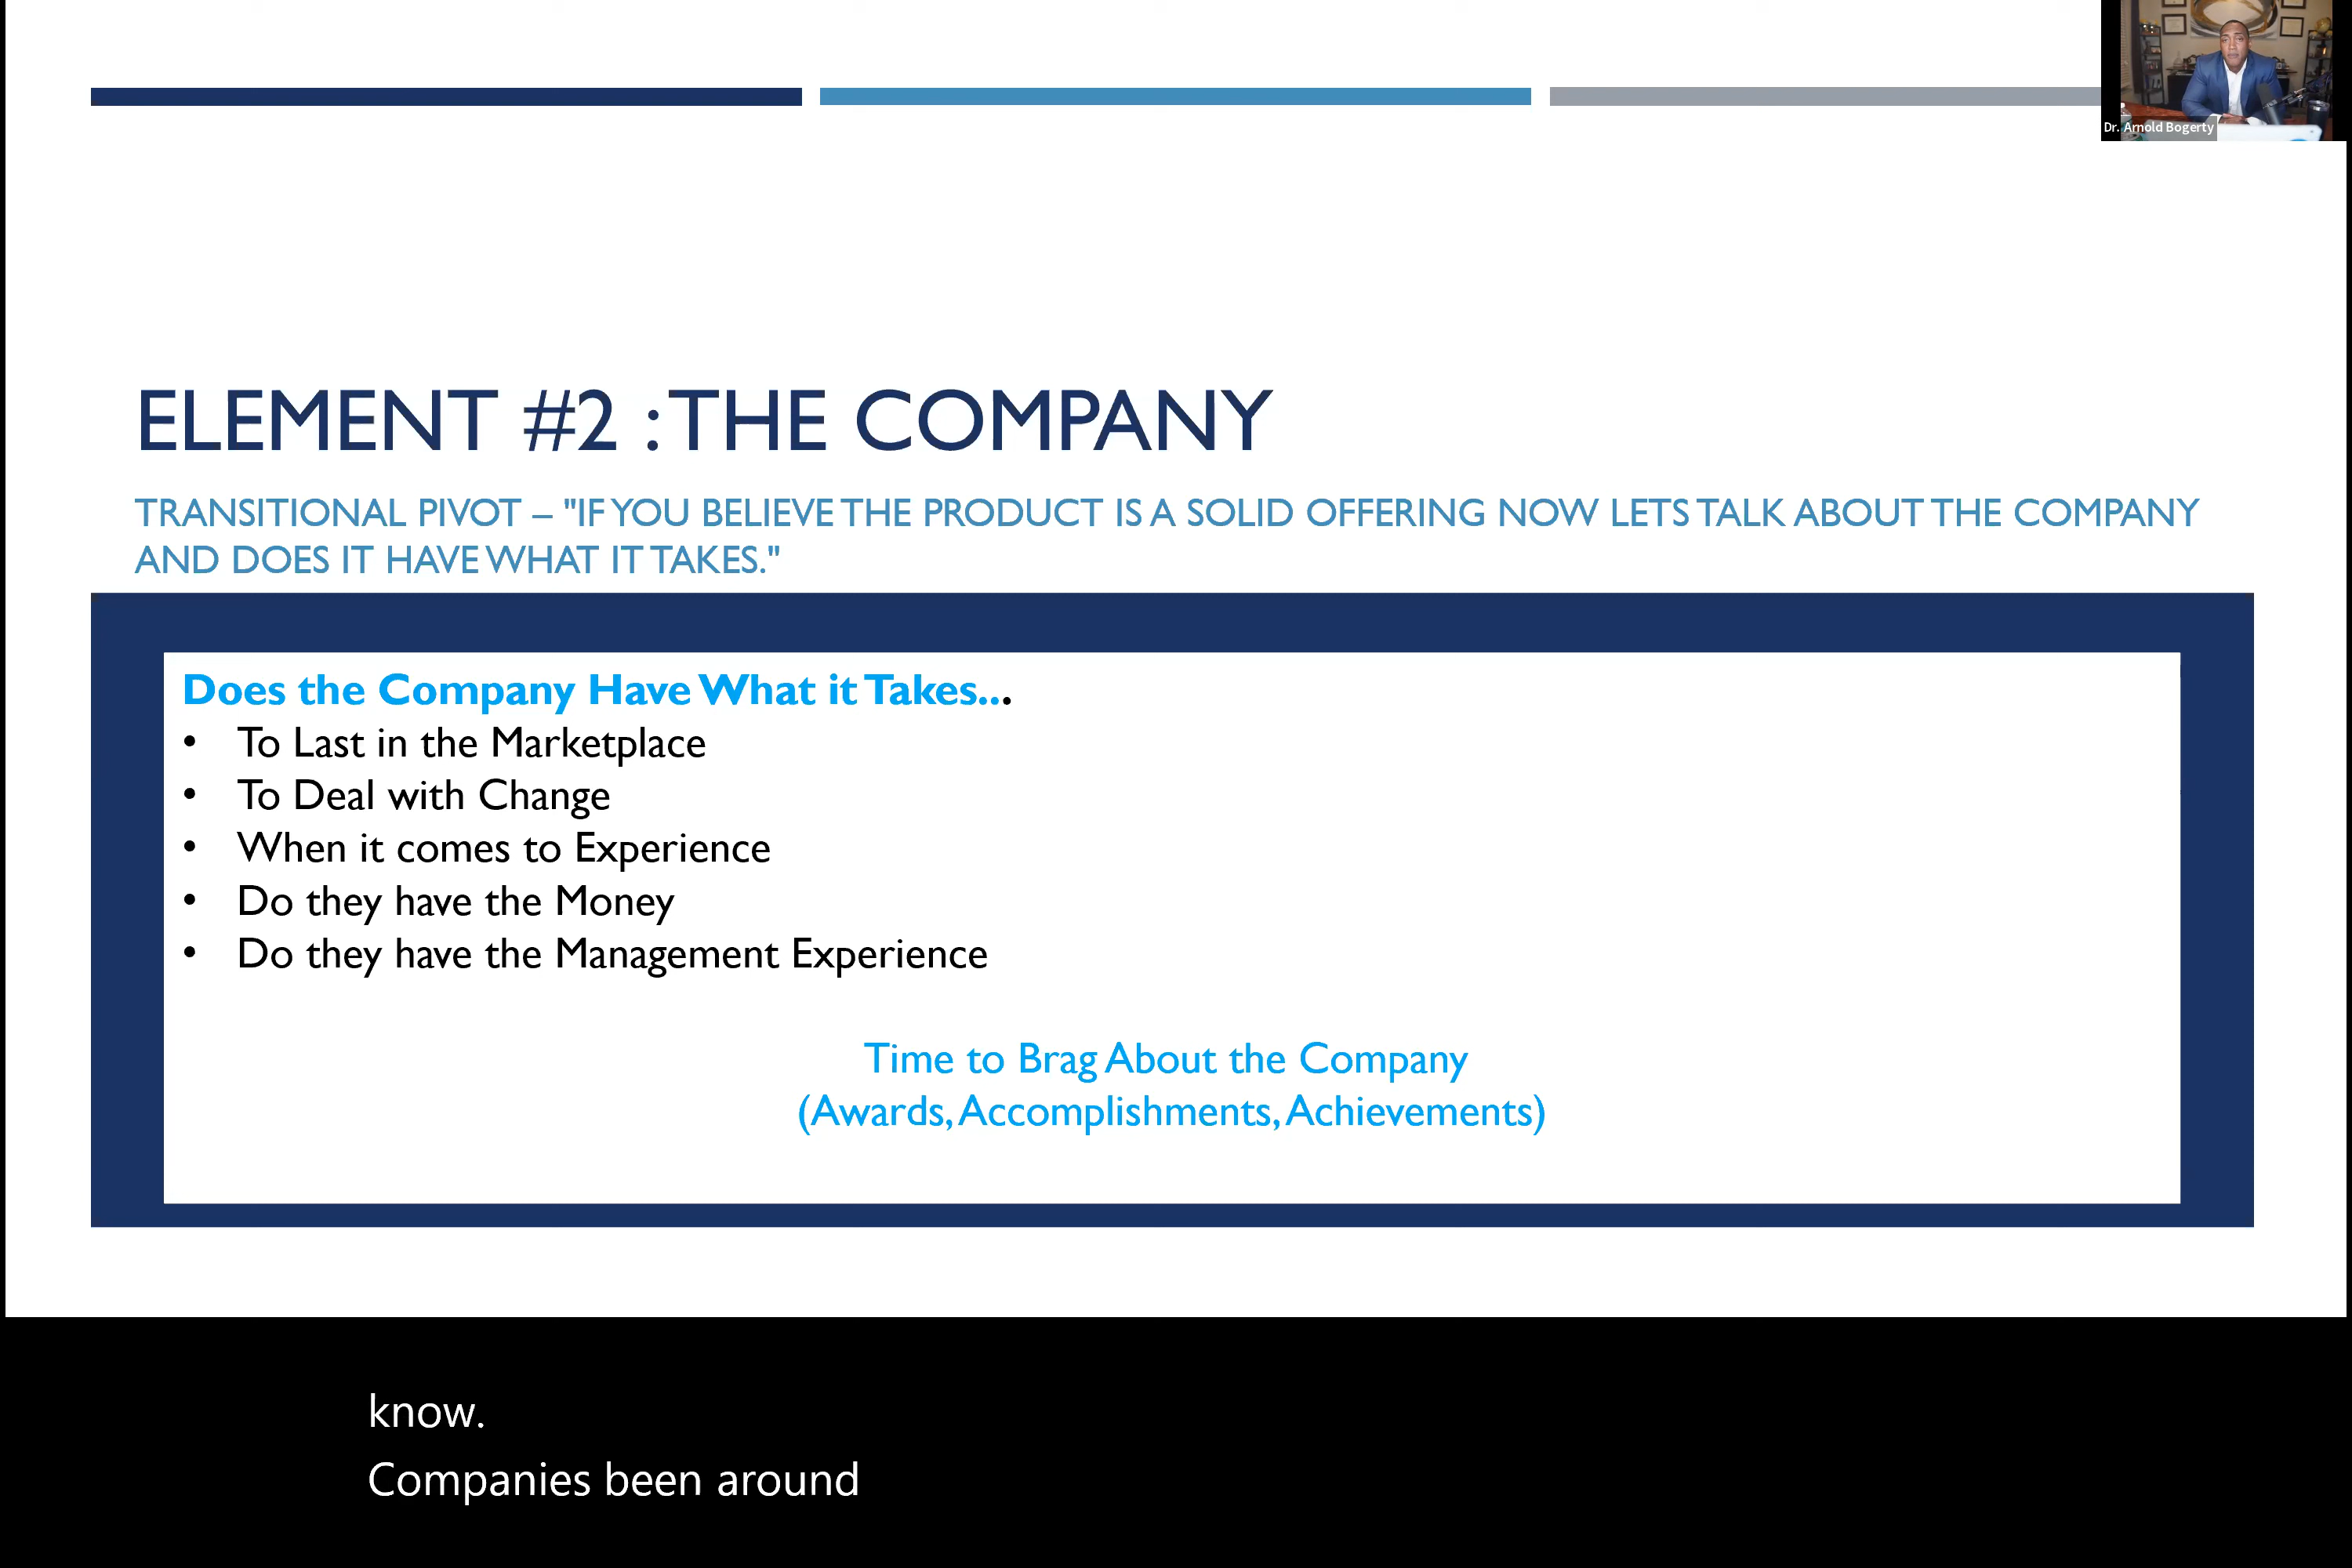 Dr. Arnold Bogerty
ELEMENT #2 : THE COMPANY
TRANSITIONAL PIVOT – "IF YOU BELIEVE THE PRODUCT IS A SOLID OFFERING NOW LETS TALK ABOUT THE COMPANY
AND DOES IT HAVE WHAT IT TAKES."
Does the Company Have What it Takes...
• To Last in the Marketplace
• To Deal with Change
• When it comes to Experience
• Do they have the Money
• Do they have the Management Experience
Time to Brag About the Company
(Awards, Accomplishments, Achievements)
know.
Companies been around